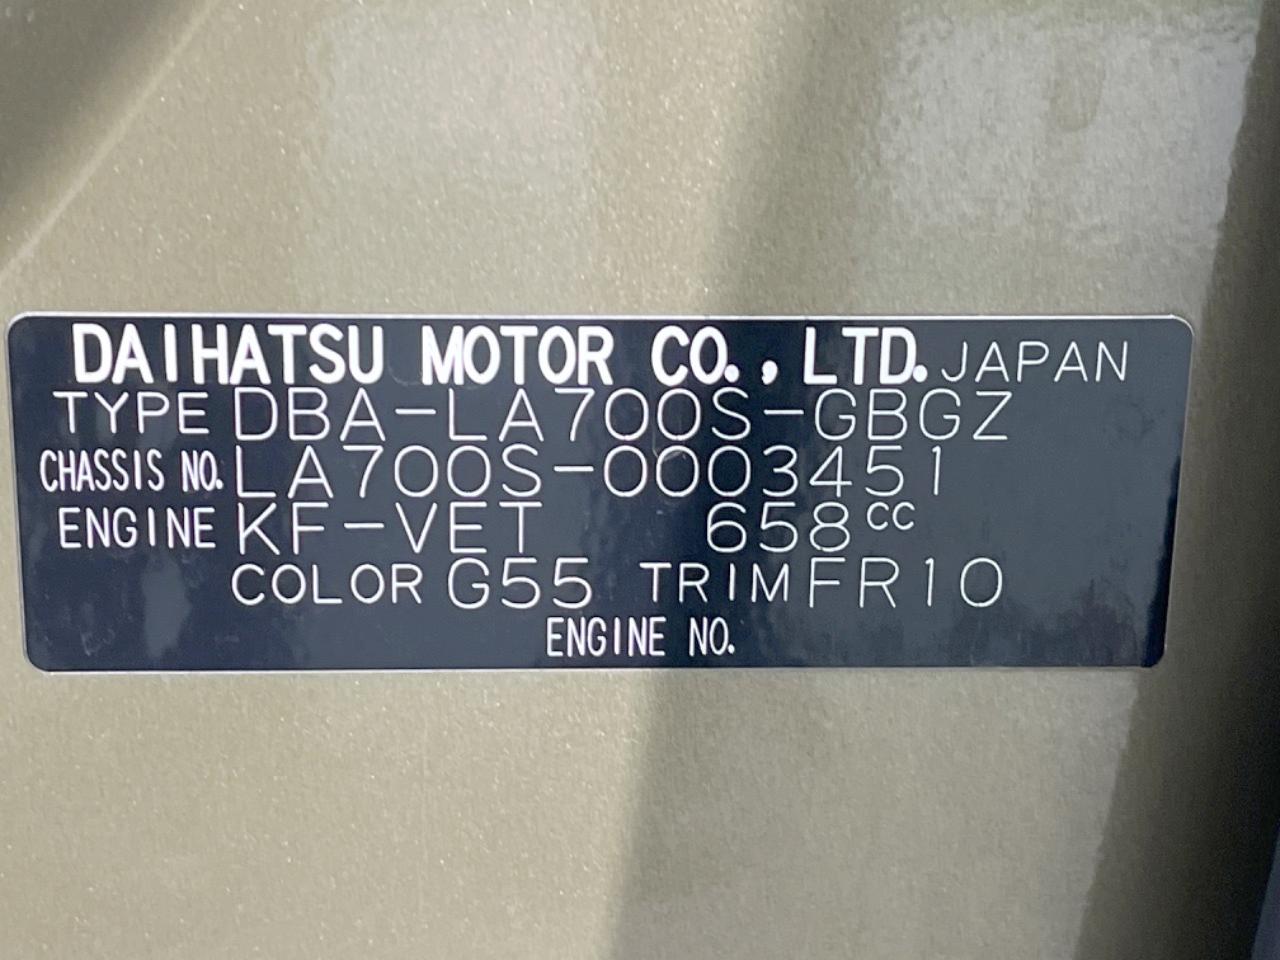 DAIHATSU MOTOR CO., LTD. JAPAN
TYPE DBA-LA700S-GBGZ
CHASSIS NO. LA700S-0003451
ENGINE KF-VET 658cc
COLOR G55 TRIM FR10
ENGINE NO.